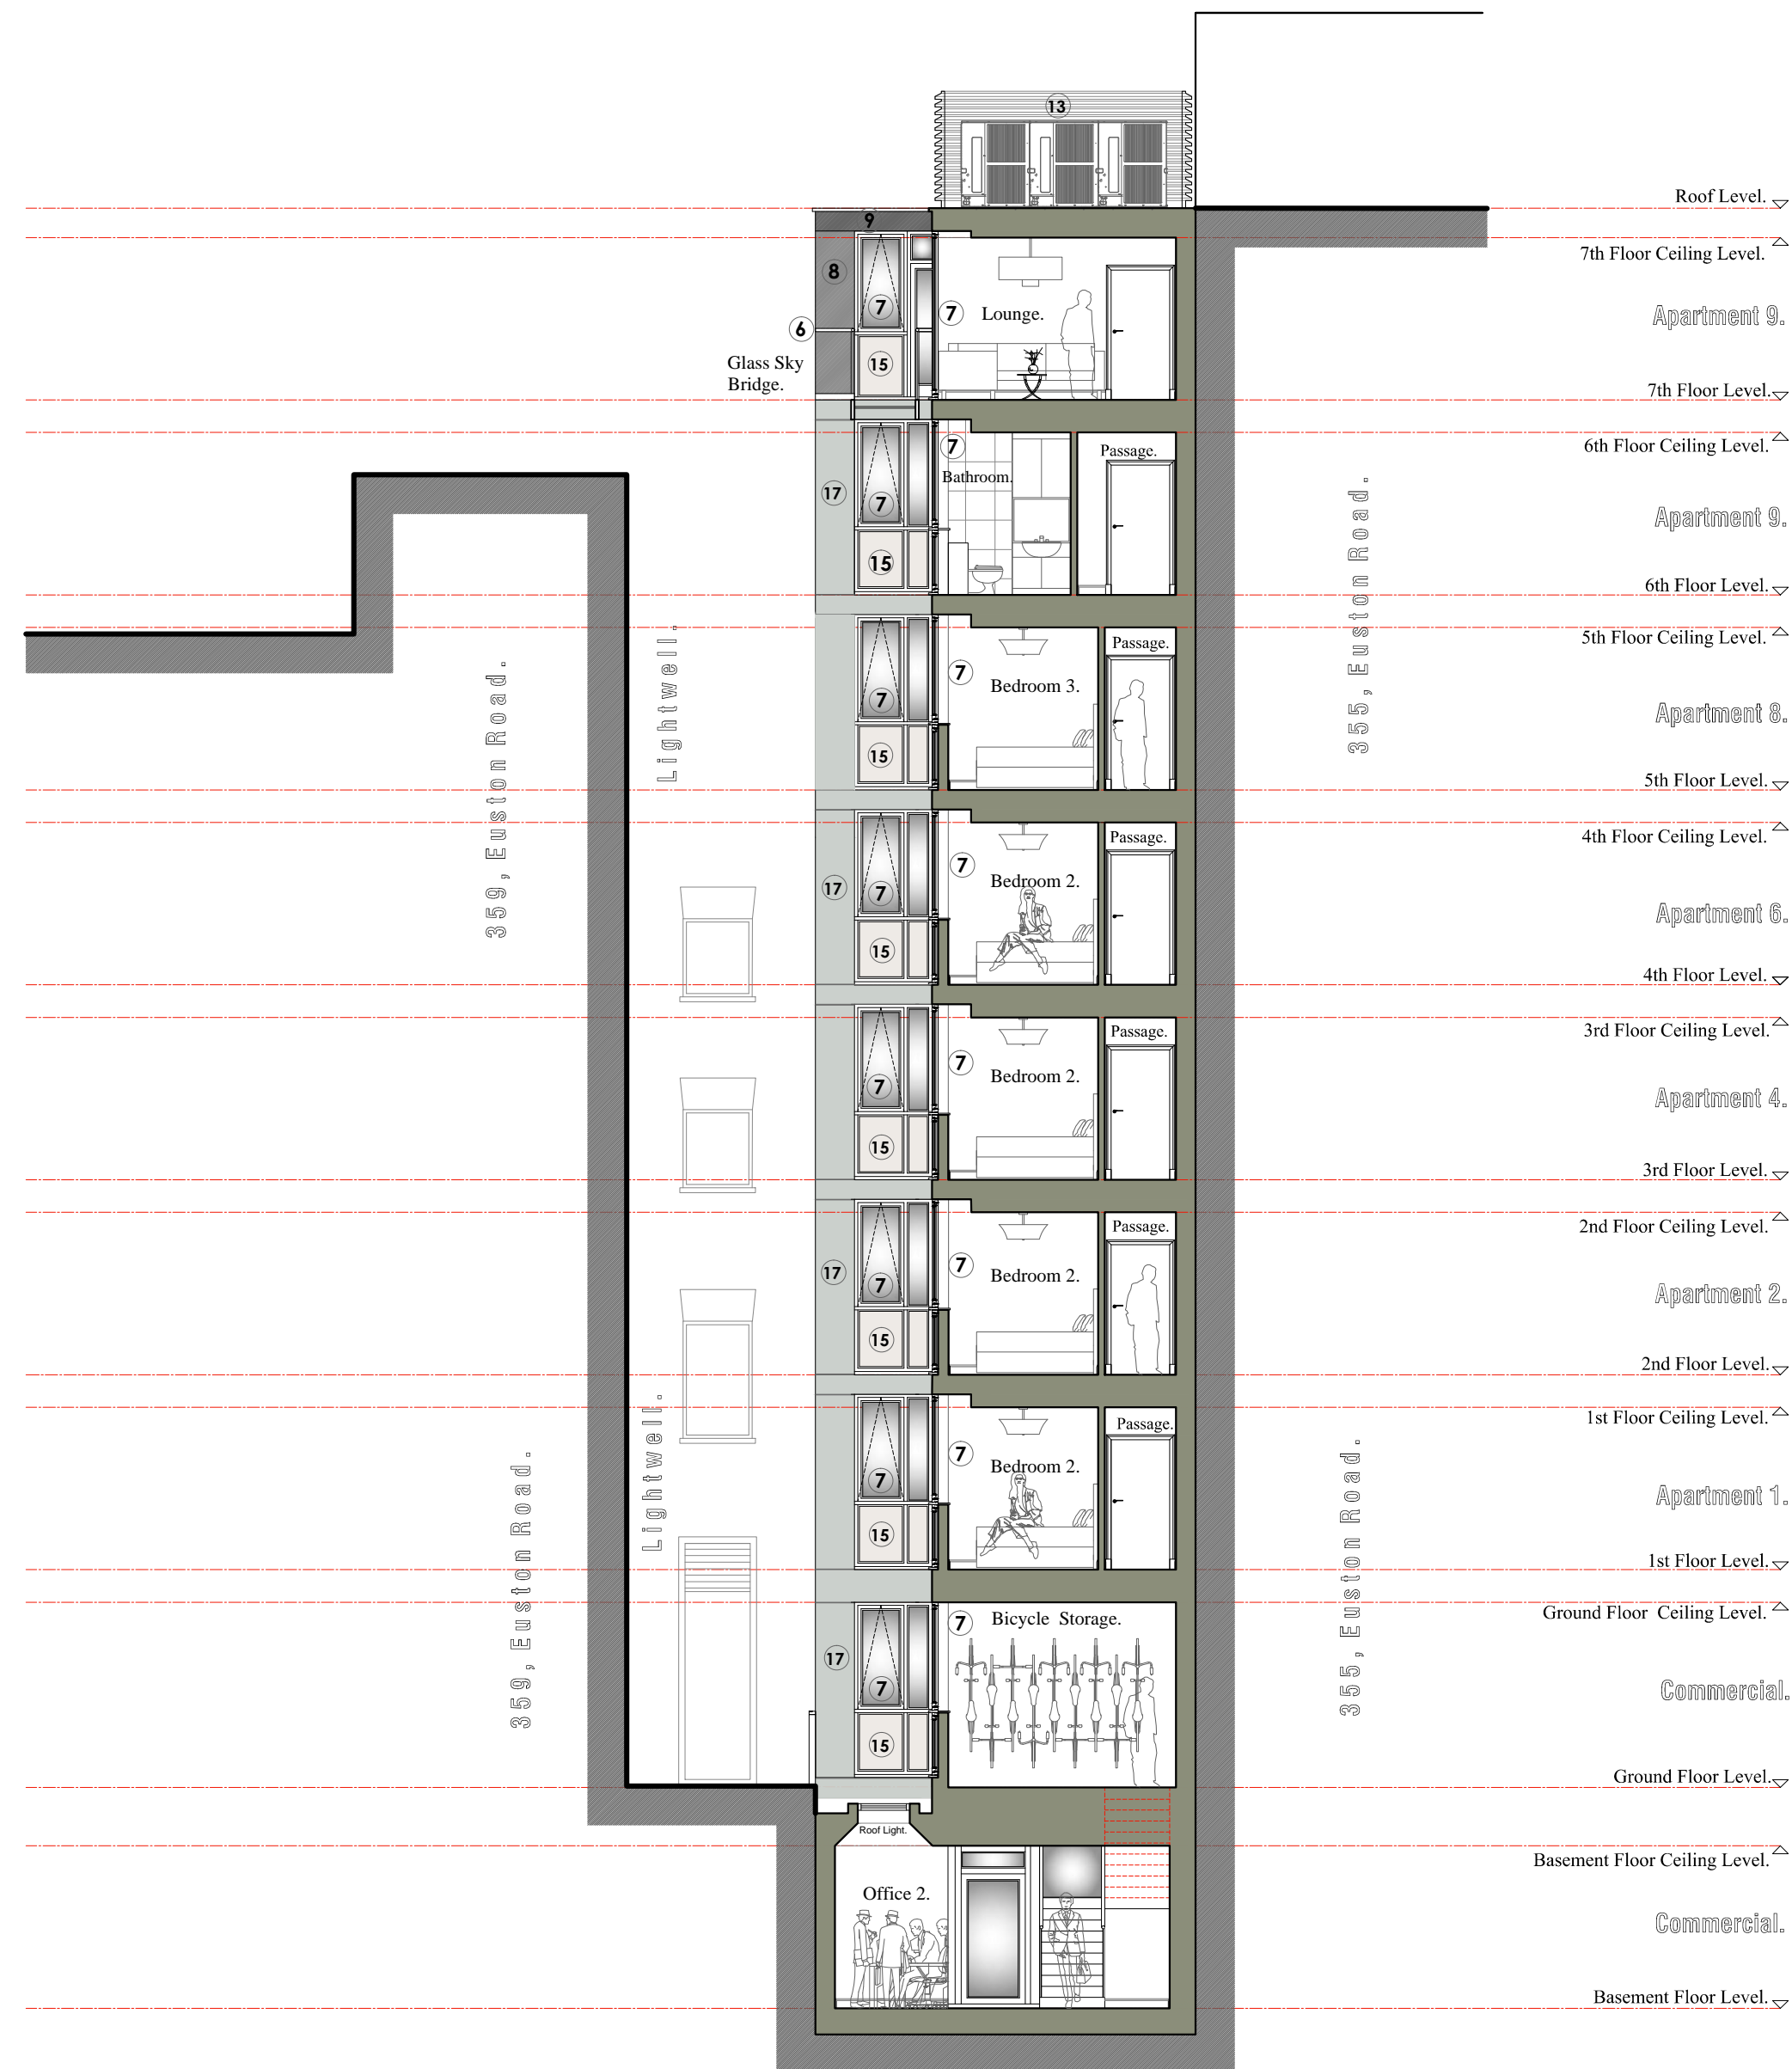 13
Roof Level.
9
7th Floor Ceiling Level.
8
7
7
Lounge.
Apartment 9.
6
Glass Sky
Bridge.
15
7th Floor Level.
6th Floor Ceiling Level.
7
Bathroom.
Passage.
17
7
Apartment 9.
15
6th Floor Level.
355, Euston Road.
359, Euston Road.
Lightwell.
5th Floor Ceiling Level.
Passage.
7
Bedroom 3.
7
Apartment 8.
15
5th Floor Level.
4th Floor Ceiling Level.
Passage.
7
Bedroom 2.
17
7
Apartment 6.
15
4th Floor Level.
3rd Floor Ceiling Level.
Passage.
7
Bedroom 2.
7
Apartment 4.
15
3rd Floor Level.
2nd Floor Ceiling Level.
Passage.
7
Bedroom 2.
17
7
Apartment 2.
15
2nd Floor Level.
1st Floor Ceiling Level.
Passage.
7
Bedroom 2.
7
Apartment 1.
15
1st Floor Level.
359, Euston Road.
Lightwell.
355, Euston Road.
Ground Floor Ceiling Level.
7
Bicycle Storage.
17
7
Commercial.
15
Ground Floor Level.
Roof Light.
Basement Floor Ceiling Level.
Office 2.
Commercial.
Basement Floor Level.